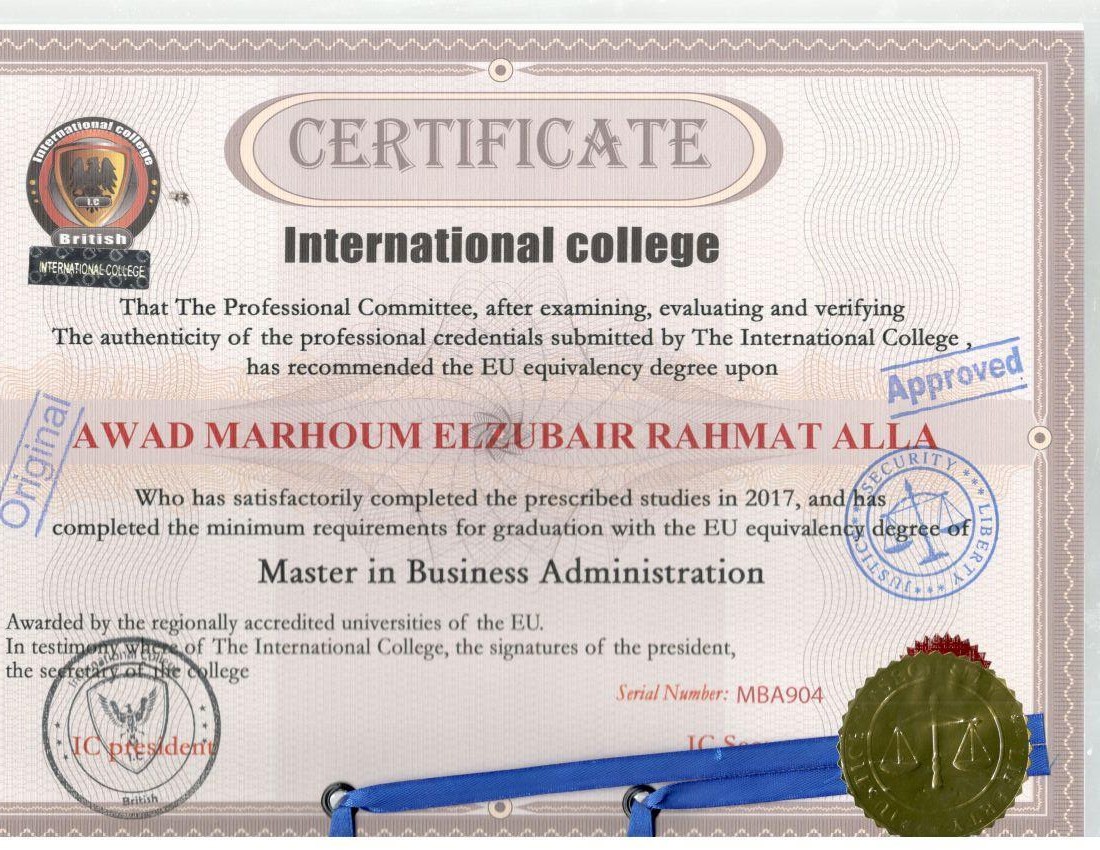 CERTIFICATE
International college
I.C
British
INTERNATIONAL COLLEGE
International college
That The Professional Committee, after examining, evaluating and verifying
The authenticity of the professional credentials submitted by The International College ,
has recommended the EU equivalency degree upon
Approved
Original
AWAD MARHOUM ELZUBAIR RAHMAT ALLA
Who has satisfactorily completed the prescribed studies in 2017, and has
completed the minimum requirements for graduation with the EU equivalency degree of
SECURITY *** LIBERTY *** JUSTICE ***
Master in Business Administration
Awarded by the regionally accredited universities of the EU.
In testimony where of The International College, the signatures of the president,
the secretary of the college
Serial Number: MBA904
International College
IC president
I.C
British
IC